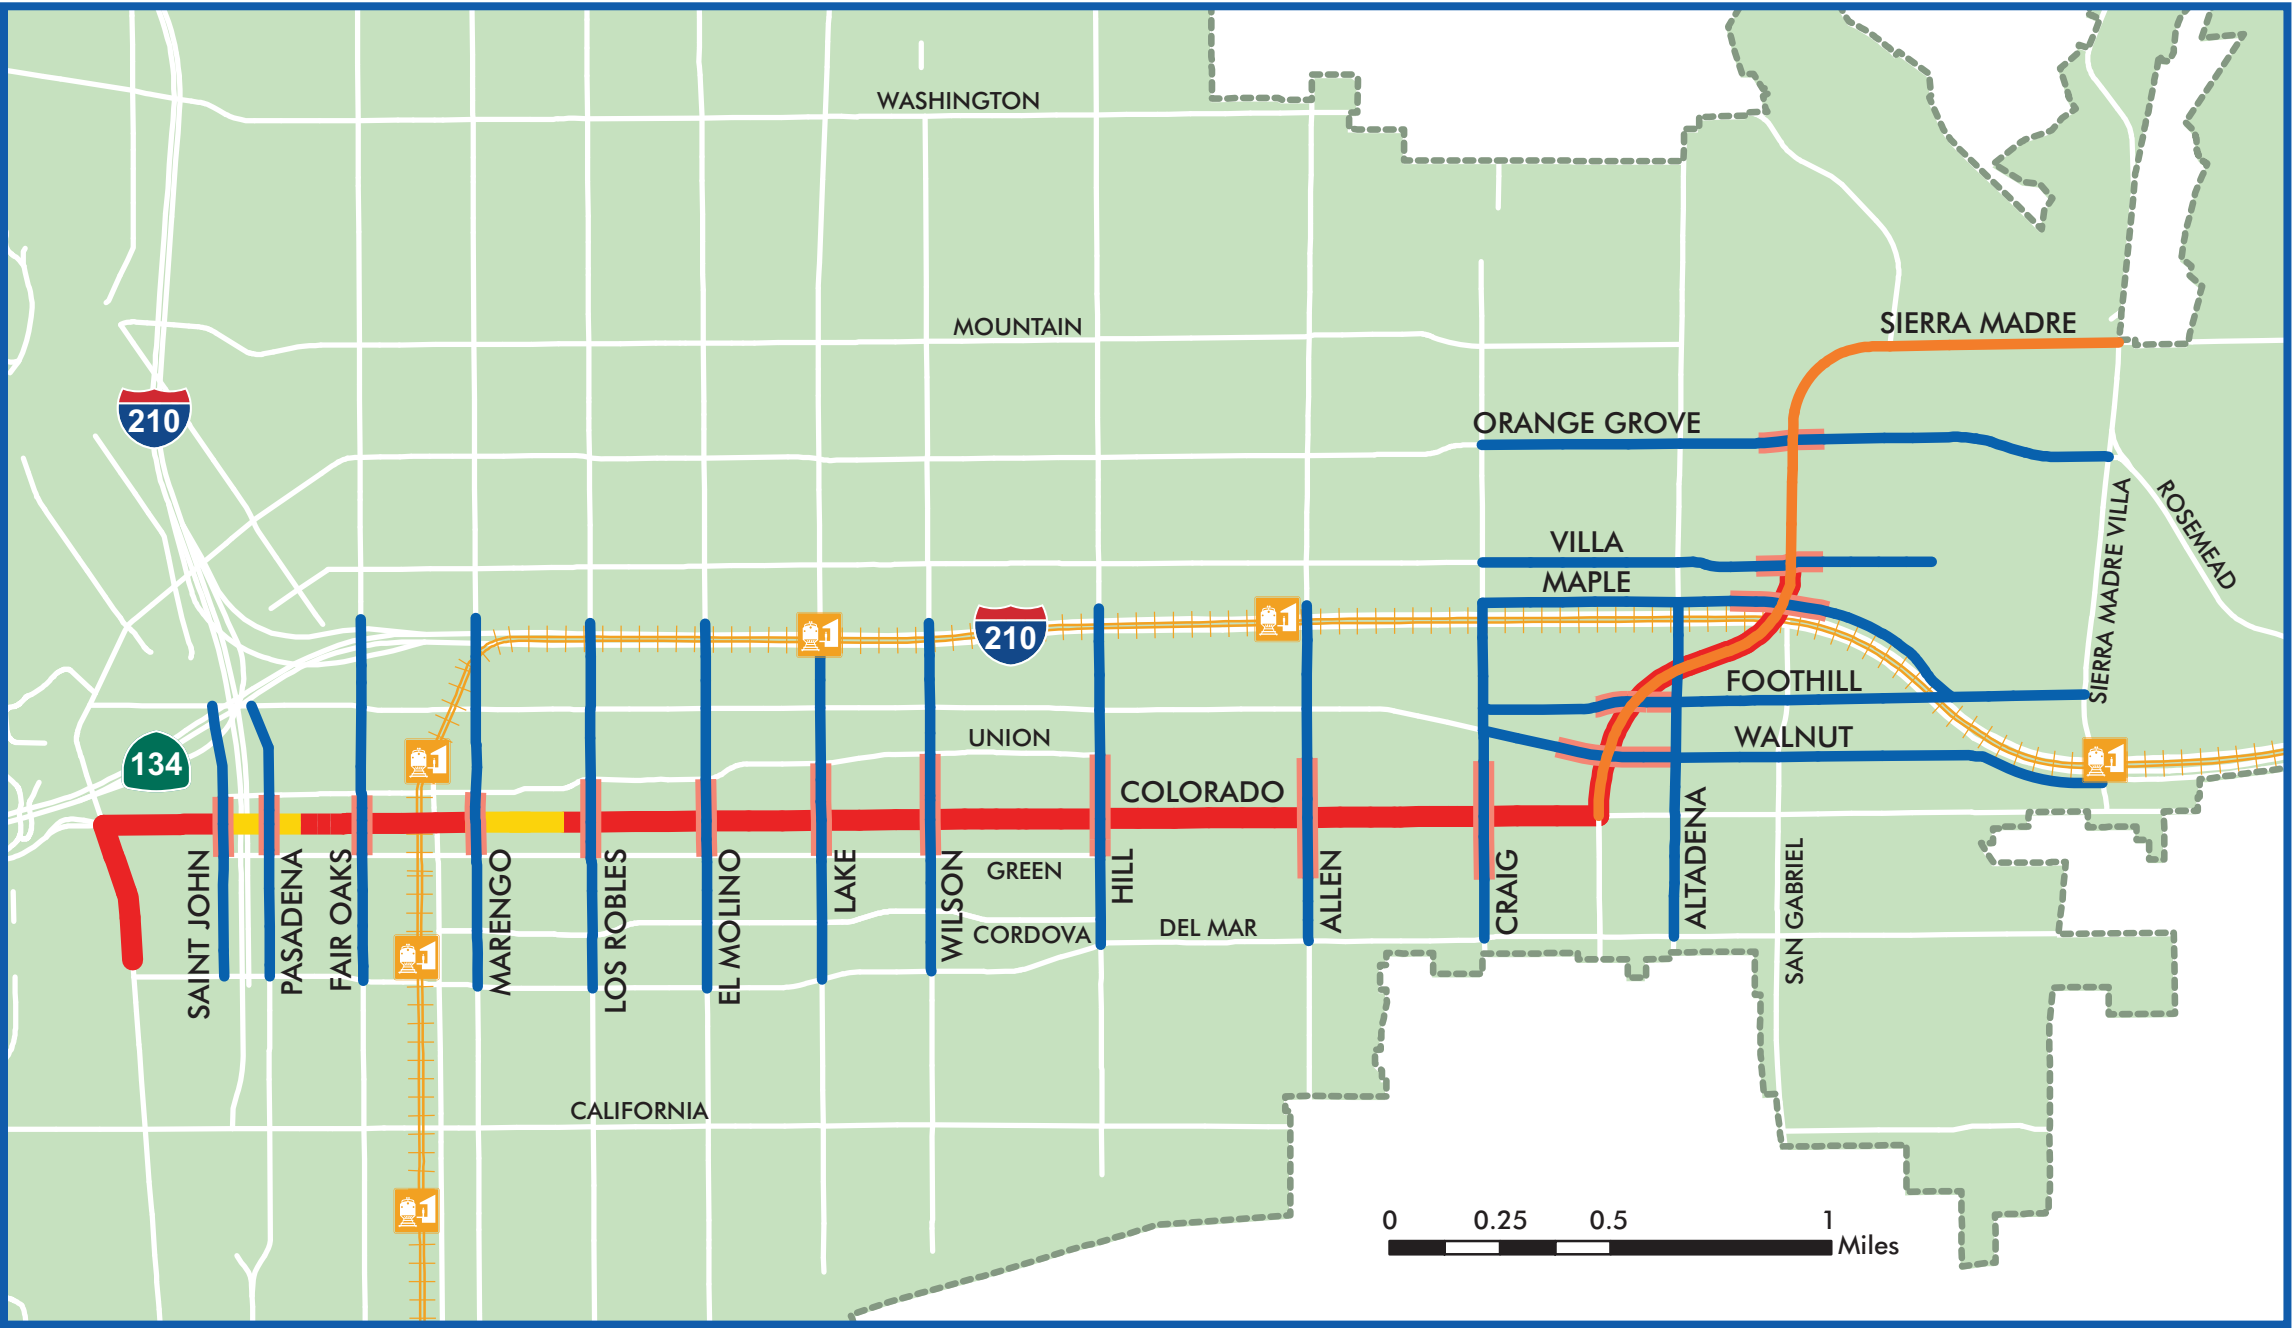 WASHINGTON
MOUNTAIN
SIERRA MADRE
210
ORANGE GROVE
SIERRA MADRE VILLA
ROSEMEAD
VILLA
MAPLE
210
FOOTHILL
134
UNION
WALNUT
COLORADO
SAINT JOHN
PASADENA
FAIR OAKS
MARENGO
LOS ROBLES
EL MOLINO
LAKE
WILSON
GREEN
HILL
ALLEN
CRAIG
ALTADENA
SAN GABRIEL
CORDOVA
DEL MAR
CALIFORNIA
0 0.25 0.5 1
Miles